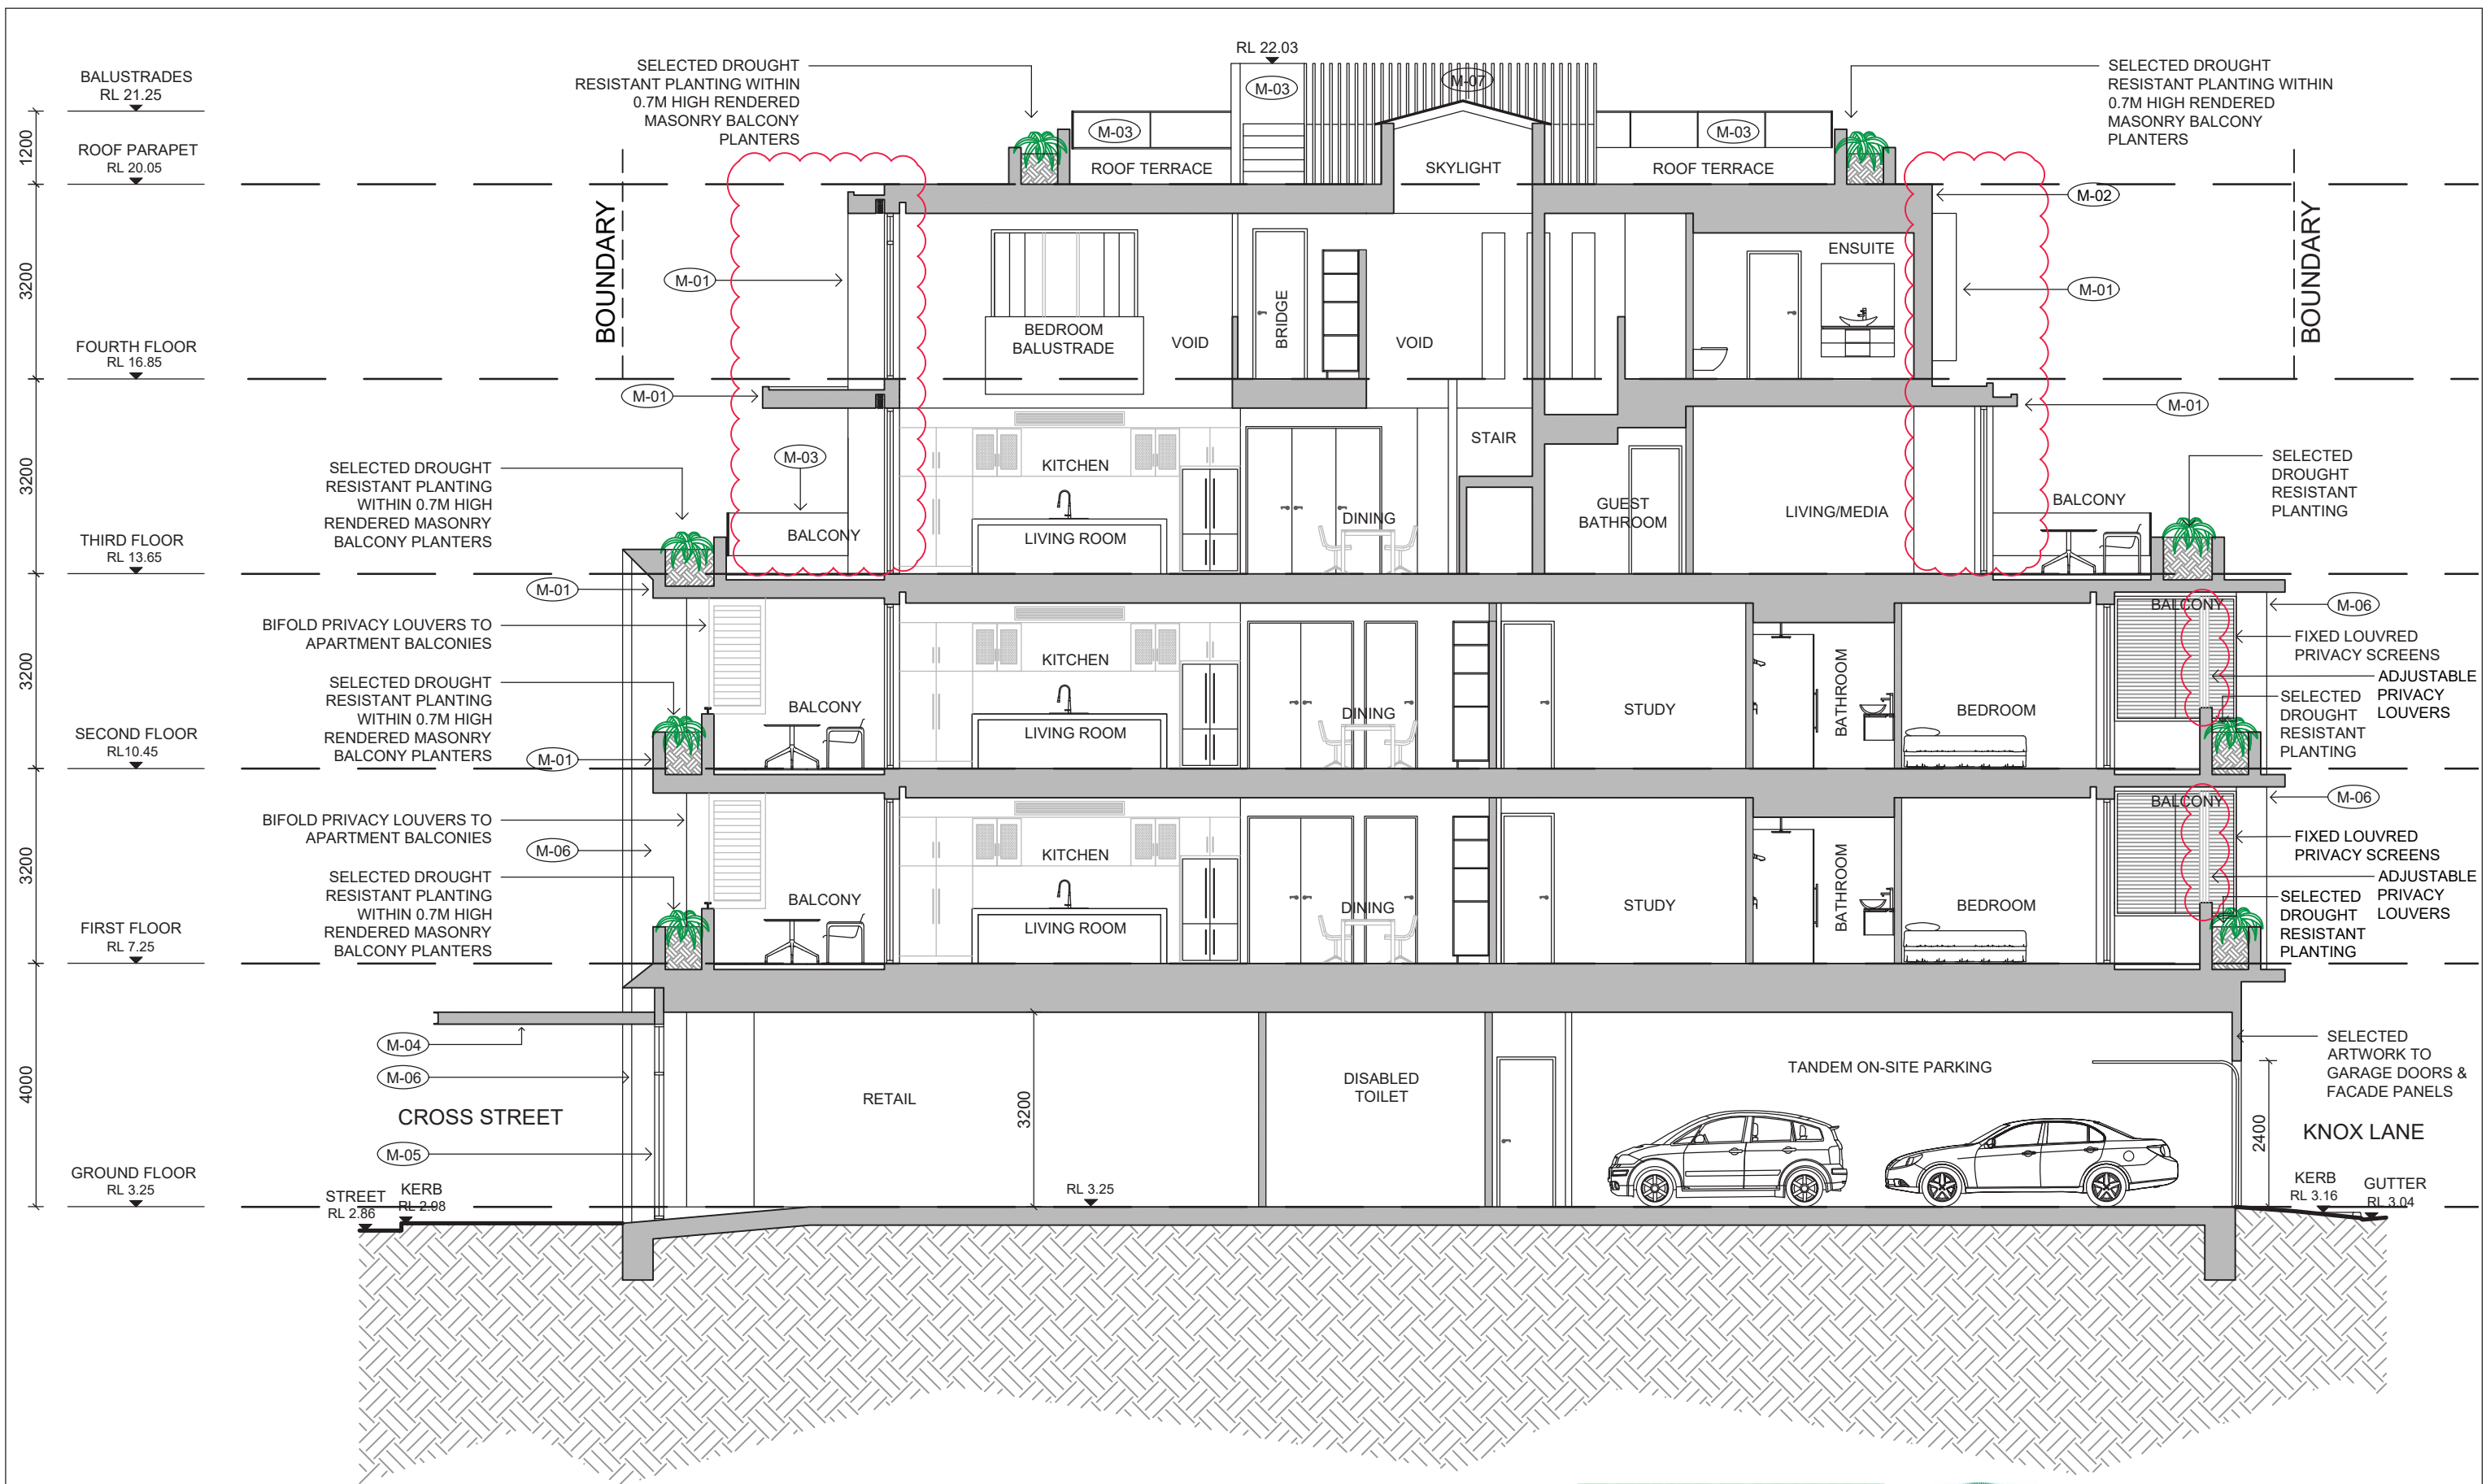 BALUSTRADES
RL 21.25
ROOF PARAPET
RL 20.05
FOURTH FLOOR
RL 16.85
THIRD FLOOR
RL 13.65
SECOND FLOOR
RL10.45
FIRST FLOOR
RL 7.25
GROUND FLOOR
RL 3.25
1200
3200
3200
3200
3200
4000
SELECTED DROUGHT
RESISTANT PLANTING WITHIN
0.7M HIGH RENDERED
MASONRY BALCONY
PLANTERS
RL 22.03
M-03
M-07
SELECTED DROUGHT
RESISTANT PLANTING WITHIN
0.7M HIGH RENDERED
MASONRY BALCONY
PLANTERS
M-03
M-03
ROOF TERRACE
SKYLIGHT
ROOF TERRACE
BOUNDARY
M-02
BOUNDARY
M-01
BEDROOM
BALUSTRADE
VOID
BRIDGE
VOID
ENSUITE
M-01
M-01
M-01
SELECTED DROUGHT
RESISTANT PLANTING
WITHIN 0.7M HIGH
RENDERED MASONRY
BALCONY PLANTERS
M-03
BALCONY
KITCHEN
LIVING ROOM
DINING
STAIR
GUEST
BATHROOM
LIVING/MEDIA
BALCONY
SELECTED
DROUGHT
RESISTANT
PLANTING
M-01
BIFOLD PRIVACY LOUVERS TO
APARTMENT BALCONIES
SELECTED DROUGHT
RESISTANT PLANTING
WITHIN 0.7M HIGH
RENDERED MASONRY
BALCONY PLANTERS
M-01
BALCONY
KITCHEN
LIVING ROOM
DINING
STUDY
BATHROOM
BEDROOM
BALCONY
M-06
FIXED LOUVRED
PRIVACY SCREENS
ADJUSTABLE
PRIVACY
LOUVERS
SELECTED
DROUGHT
RESISTANT
PLANTING
BIFOLD PRIVACY LOUVERS TO
APARTMENT BALCONIES
M-06
SELECTED DROUGHT
RESISTANT PLANTING
WITHIN 0.7M HIGH
RENDERED MASONRY
BALCONY PLANTERS
BALCONY
KITCHEN
LIVING ROOM
DINING
STUDY
BATHROOM
BEDROOM
BALCONY
M-06
FIXED LOUVRED
PRIVACY SCREENS
ADJUSTABLE
PRIVACY
LOUVERS
SELECTED
DROUGHT
RESISTANT
PLANTING
M-04
M-06
CROSS STREET
M-05
STREET
RL 2.86
KERB
RL 2.98
RETAIL
3200
RL 3.25
DISABLED
TOILET
TANDEM ON-SITE PARKING
SELECTED
ARTWORK TO
GARAGE DOORS &
FACADE PANELS
2400
KNOX LANE
KERB
RL 3.16
GUTTER
RL 3.04